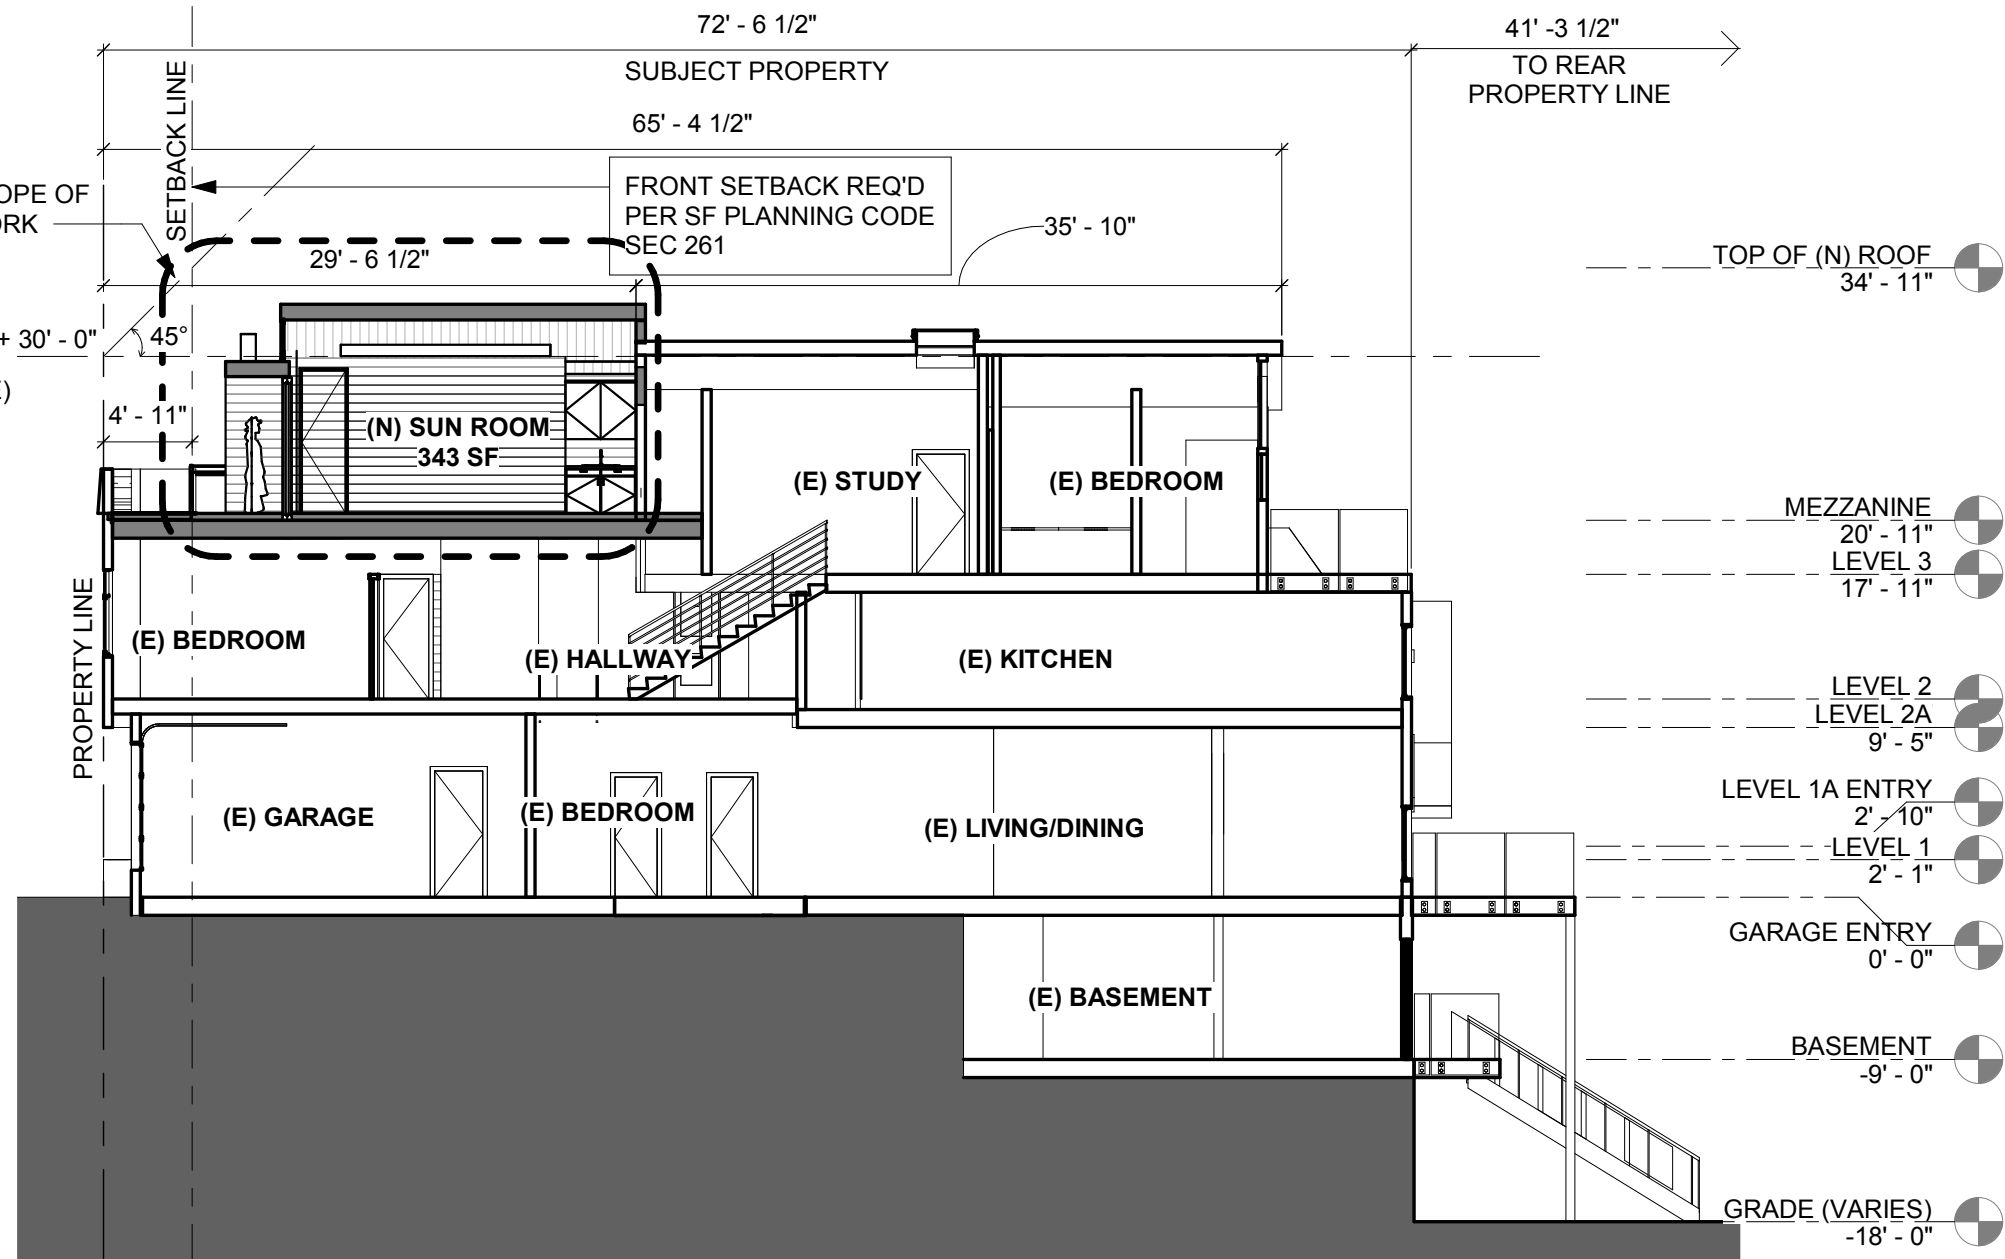 72' - 6 1/2"
SUBJECT PROPERTY
41' -3 1/2"
TO REAR
PROPERTY LINE
65' - 4 1/2"
SETBACK LINE
OPE OF
ORK
FRONT SETBACK REQ'D
PER SF PLANNING CODE
SEC 261
35' - 10"
29' - 6 1/2"
+ 30' - 0"
45°
E)
4' - 11"
(N) SUN ROOM
343 SF
(E) STUDY
(E) BEDROOM
PROPERTY LINE
(E) BEDROOM
(E) HALLWAY
(E) KITCHEN
(E) GARAGE
(E) BEDROOM
(E) LIVING/DINING
(E) BASEMENT
TOP OF (N) ROOF
34' - 11"
MEZZANINE
20' - 11"
LEVEL 3
17' - 11"
LEVEL 2
LEVEL 2A
9' - 5"
LEVEL 1A ENTRY
2' - 10"
LEVEL 1
2' - 1"
GARAGE ENTRY
0' - 0"
BASEMENT
-9' - 0"
GRADE (VARIES)
-18' - 0"